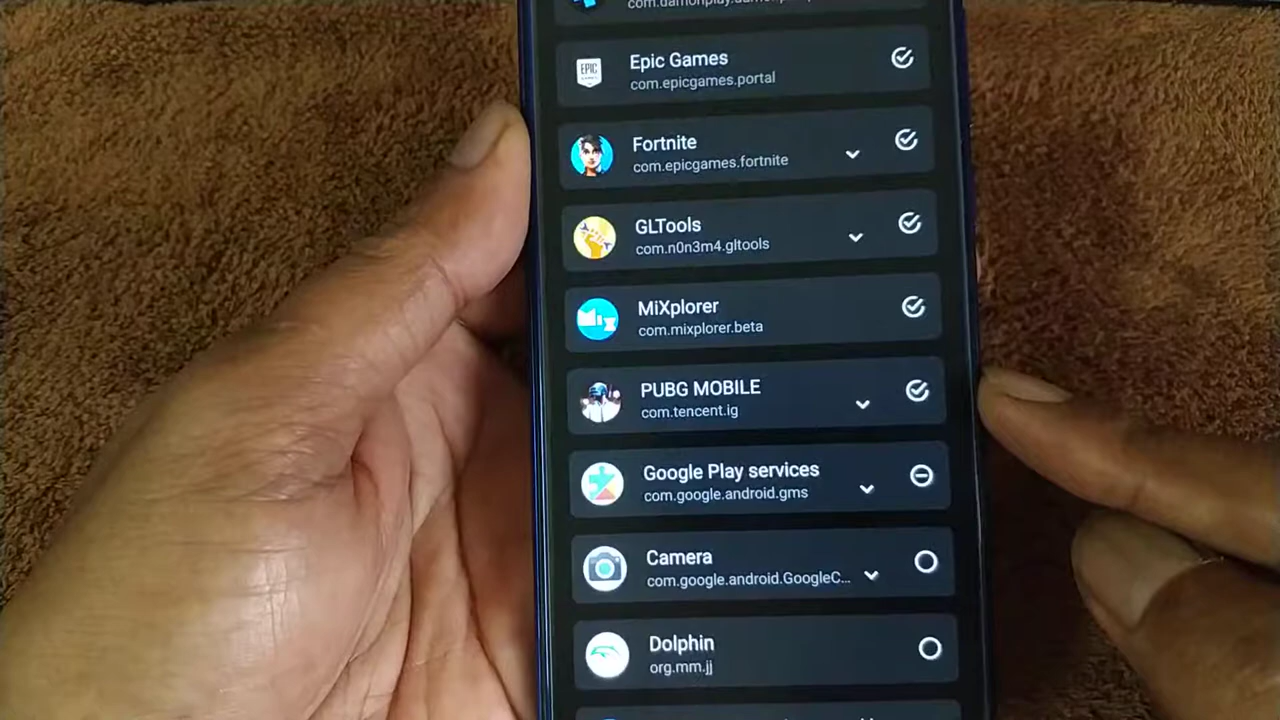 Epic Games
com.epicgames.portal
EPIC
GAMES
Fortnite
com.epicgames.fortnite
GLTools
com.n0n3m4.gltools
MiXplorer
com.mixplorer.beta
PUBG MOBILE
com.tencent.ig
Google Play services
com.google.android.gms
Camera
com.google.android.GoogleC...
Dolphin
org.mm.jj